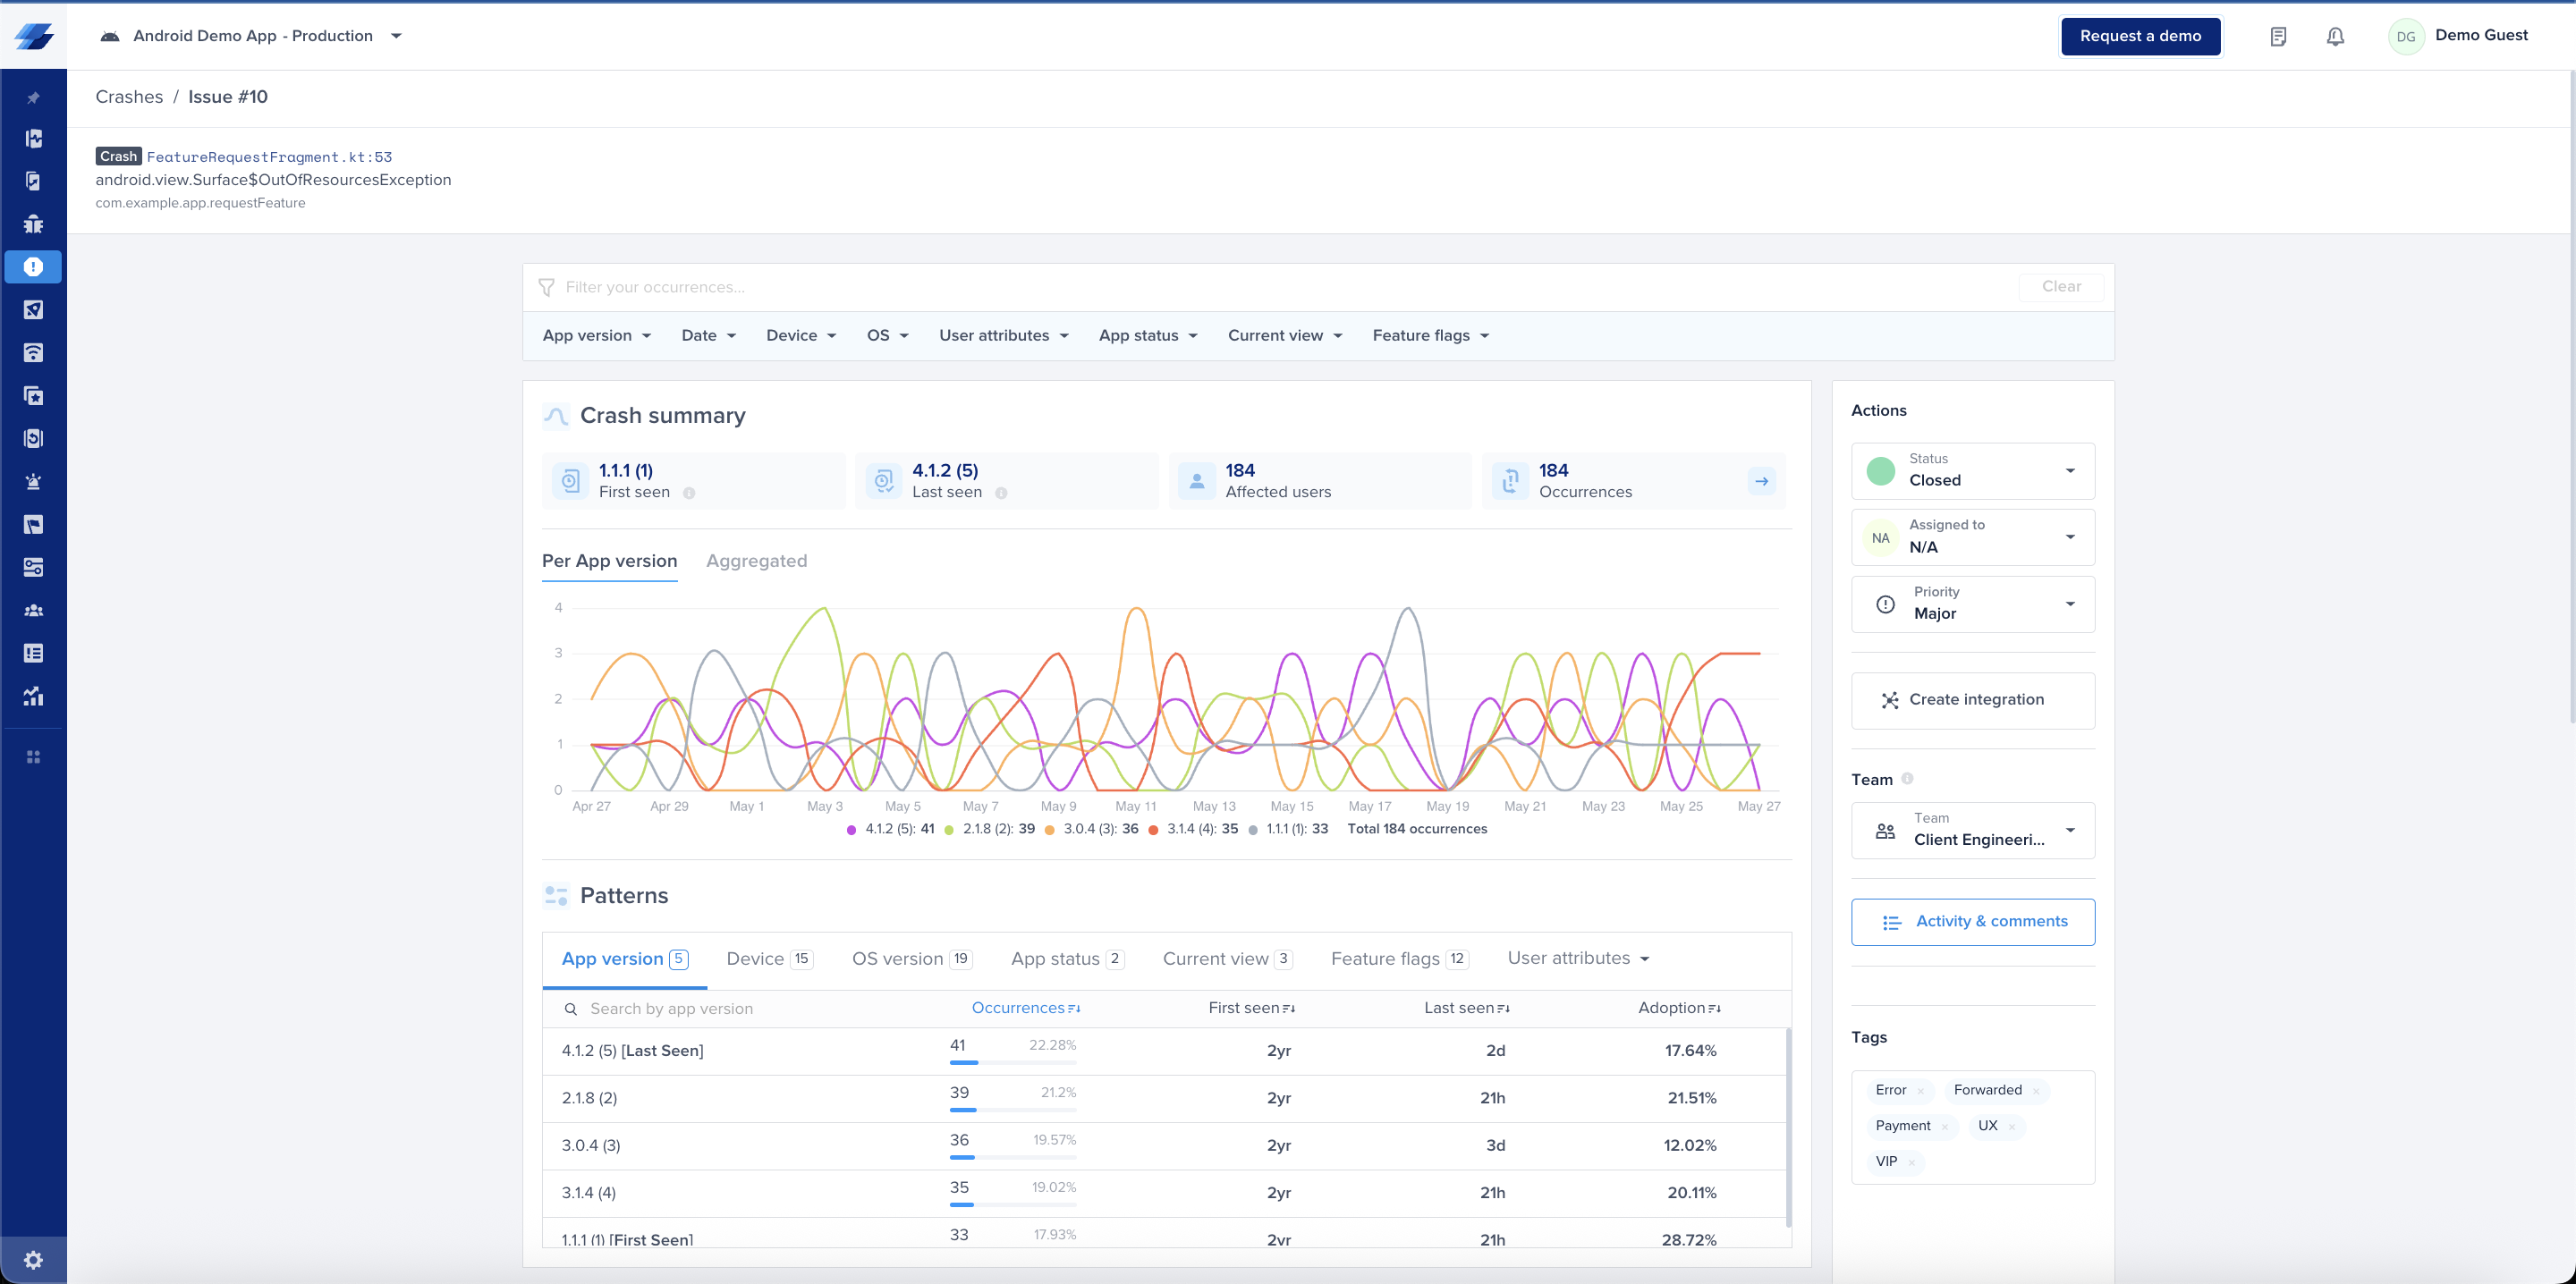 Android Demo App - Production
Request a demo
DG
Demo Guest
Crashes / Issue #10
Crash FeatureRequestFragment.kt:53
android.view.Surface$OutOfResourcesException
com.example.app.requestFeature
Filter your occurrences...
Clear
App version
Date
Device
OS
User attributes
App status
Current view
Feature flags
Crash summary
1.1.1 (1)
First seen
4.1.2 (5)
Last seen
184
Affected users
184
Occurrences
Per App version
Aggregated
4
3
2
1
0
Apr 27
Apr 29
May 1
May 3
May 5
May 7
May 9
May 11
May 13
May 15
May 17
May 19
May 21
May 23
May 25
May 27
4.1.2 (5): 41
2.1.8 (2): 39
3.0.4 (3): 36
3.1.4 (4): 35
1.1.1 (1): 33
Total 184 occurrences
Patterns
App version 5
Device 15
OS version 19
App status 2
Current view 3
Feature flags 12
User attributes
Search by app version
Occurrences
First seen
Last seen
Adoption
4.1.2 (5) [Last Seen] 41 22.28% 2yr 2d 17.64%
2.1.8 (2) 39 21.2% 2yr 21h 21.51%
3.0.4 (3) 36 19.57% 2yr 3d 12.02%
3.1.4 (4) 35 19.02% 2yr 21h 20.11%
1.1.1 (1) [First Seen] 33 17.93% 2yr 21h 28.72%
Actions
Status
Closed
NA
Assigned to
N/A
Priority
Major
Create integration
Team
Team
Client Engineeri...
Activity & comments
Tags
Error ×
Forwarded ×
Payment ×
UX ×
VIP ×